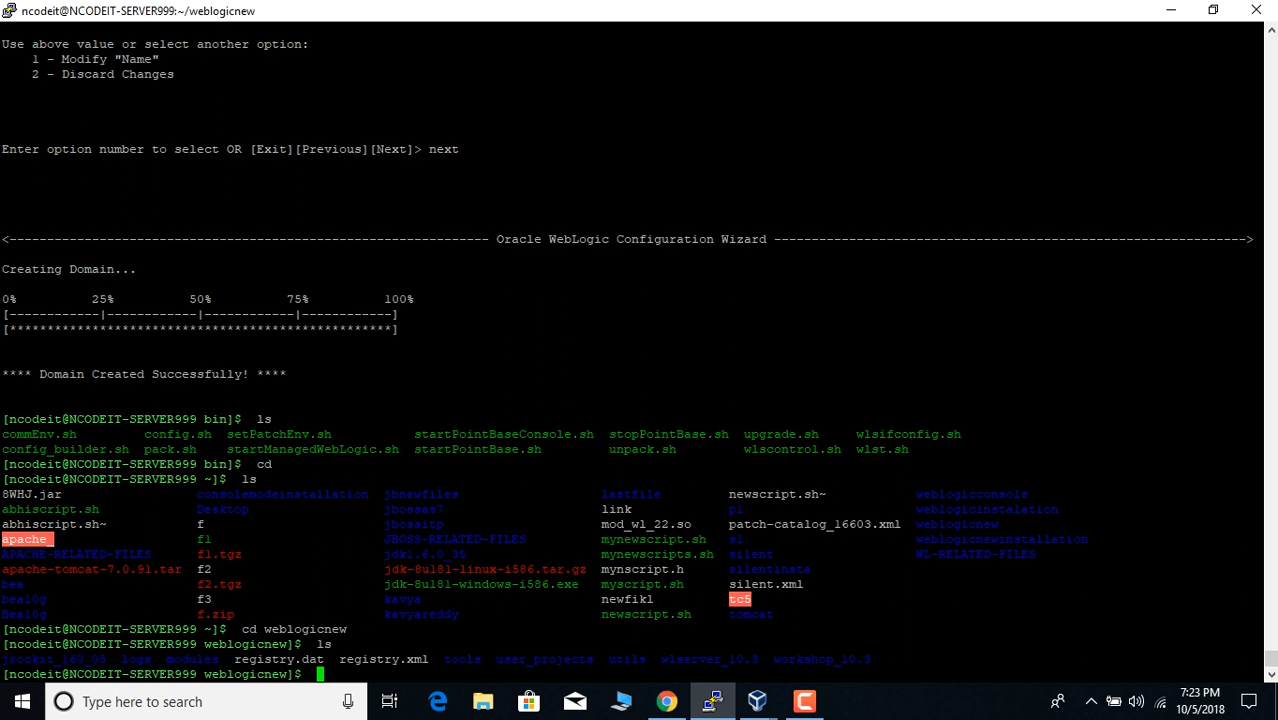 ncodeit@NCODEIT-SERVER999:~/weblogicnew
Use above value or select another option:
1 - Modify "Name"
2 - Discard Changes
Enter option number to select OR [Exit][Previous][Next]> next
<------------------------------------------------------------- Oracle WebLogic Configuration Wizard ------------------------------------------------------------->
Creating Domain...
0% 25% 50% 75% 100%
[------------|------------|------------|------------]
[***************************************************]
**** Domain Created Successfully! ****
[ncodeit@NCODEIT-SERVER999 bin]$ ls
commEnv.sh config.sh setPatchEnv.sh startPointBaseConsole.sh stopPointBase.sh upgrade.sh wlsifconfig.sh
config_builder.sh pack.sh startManagedWebLogic.sh startPointBase.sh unpack.sh wlscontrol.sh wlst.sh
[ncodeit@NCODEIT-SERVER999 bin]$ cd
[ncodeit@NCODEIT-SERVER999 ~]$ ls
8WHJ.jar consolemodeinstallation jbnewfiles lastfile newscript.sh~ weblogicconsole
abhiscript.sh Desktop jbossas7 link p1 weblogicinstalation
abhiscript.sh~ f jbossitp mod_wl_22.so patch-catalog_16603.xml weblogicnew
apache_ f1 JBOSS-RELATED-FILES mynewscript.sh s1 weblogicnewinstallation
APACHE-RELATED-FILES f1.tgz jdk1.6.0_35 mynewscripts.sh silent WL-RELATED-FILES
apache-tomcat-7.0.91.tar f2 jdk-8u181-linux-i586.tar.gz mynscript.h silentinsta
bea f2.tgz jdk-8u181-windows-i586.exe myscript.sh silent.xml
bea10g f3 kavya newfikl tc5
Bea10g f.zip kavyareddy newscript.sh tomcat
[ncodeit@NCODEIT-SERVER999 ~]$ cd weblogicnew
[ncodeit@NCODEIT-SERVER999 weblogicnew]$ ls
jrockit_160_05 logs modules registry.dat registry.xml tools user_projects utils wlserver_10.3 workshop_10.3
[ncodeit@NCODEIT-SERVER999 weblogicnew]$
Type here to search
7:23 PM
10/5/2018